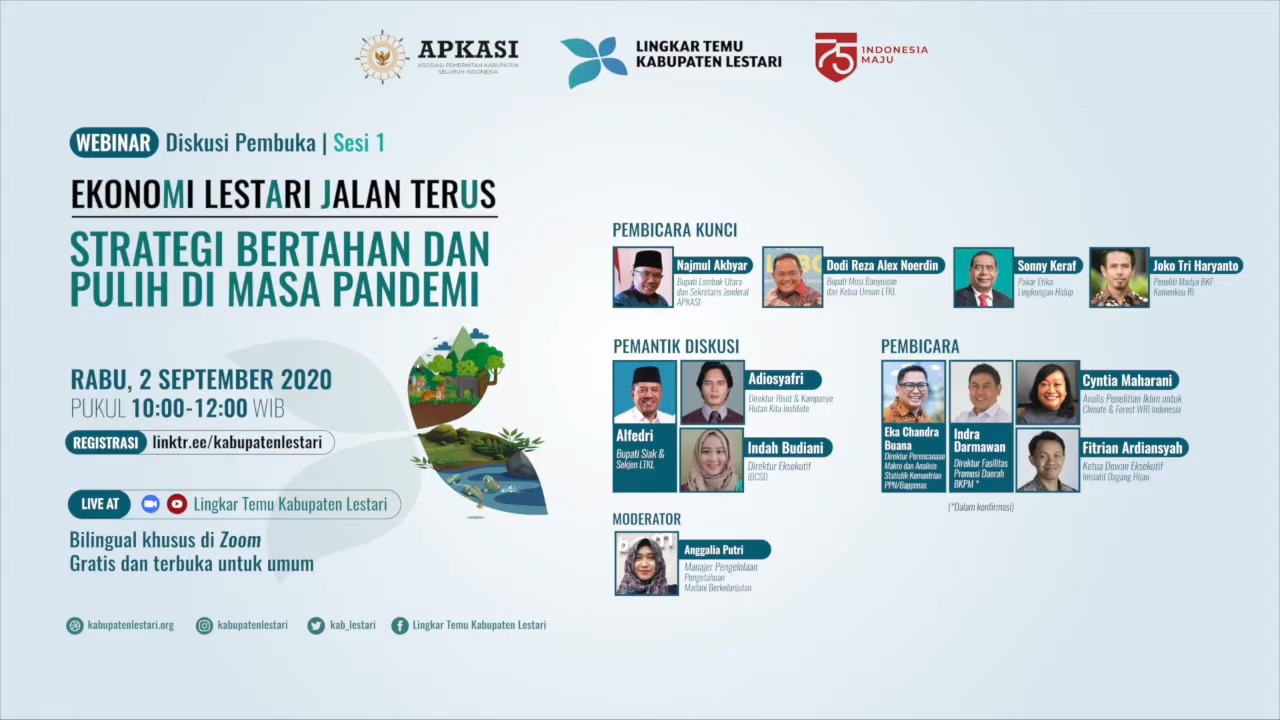 APKASI
ASOSIASI PEMERINTAH KABUPATEN
SELURUH INDONESIA
LINGKAR TEMU
KABUPATEN LESTARI
75 INDONESIA
MAJU
WEBINAR Diskusi Pembuka | Sesi 1
EKONOMI LESTARI JALAN TERUS
STRATEGI BERTAHAN DAN
PULIH DI MASA PANDEMI
RABU, 2 SEPTEMBER 2020
PUKUL 10:00-12:00 WIB
REGISTRASI linktr.ee/kabupatenlestari
LIVE AT Lingkar Temu Kabupaten Lestari
Bilingual khusus di Zoom
Gratis dan terbuka untuk umum
kabupatenlestari.org kabupatenlestari kab_lestari Lingkar Temu Kabupaten Lestari
PEMBICARA KUNCI
Najmul Akhyar
Bupati Lombok Utara
dan Sekretaris Jenderal
APKASI
Dodi Reza Alex Noerdin
Bupati Musi Banyuasin
dan Ketua Umum LTKL
Sonny Keraf
Pakar Etika
Lingkungan Hidup
Joko Tri Haryanto
Peneliti Madya BKF
Kemenkeu RI
PEMANTIK DISKUSI
Alfedri
Bupati Siak &
Sekjen LTKL
Adiosyafri
Direktur Riset & Kampanye
Hutan Kita Institute
Indah Budiani
Direktur Eksekutif
IBCSD
PEMBICARA
Eka Chandra
Buana
Direktur Perencanaan
Makro dan Analisis
Statistik Kementrian
PPN/Bappenas
Indra
Darmawan
Direktur Fasilitas
Promosi Daerah
BKPM *
Cyntia Maharani
Analis Penelitian Iklim untuk
Climate & Forest WRI Indonesia
Fitrian Ardiansyah
Ketua Dewan Eksekutif
Inisiatif Dagang Hijau
(*Dalam konfirmasi)
MODERATOR
Anggalia Putri
Manajer Pengelolaan
Pengetahuan
Madani Berkelanjutan